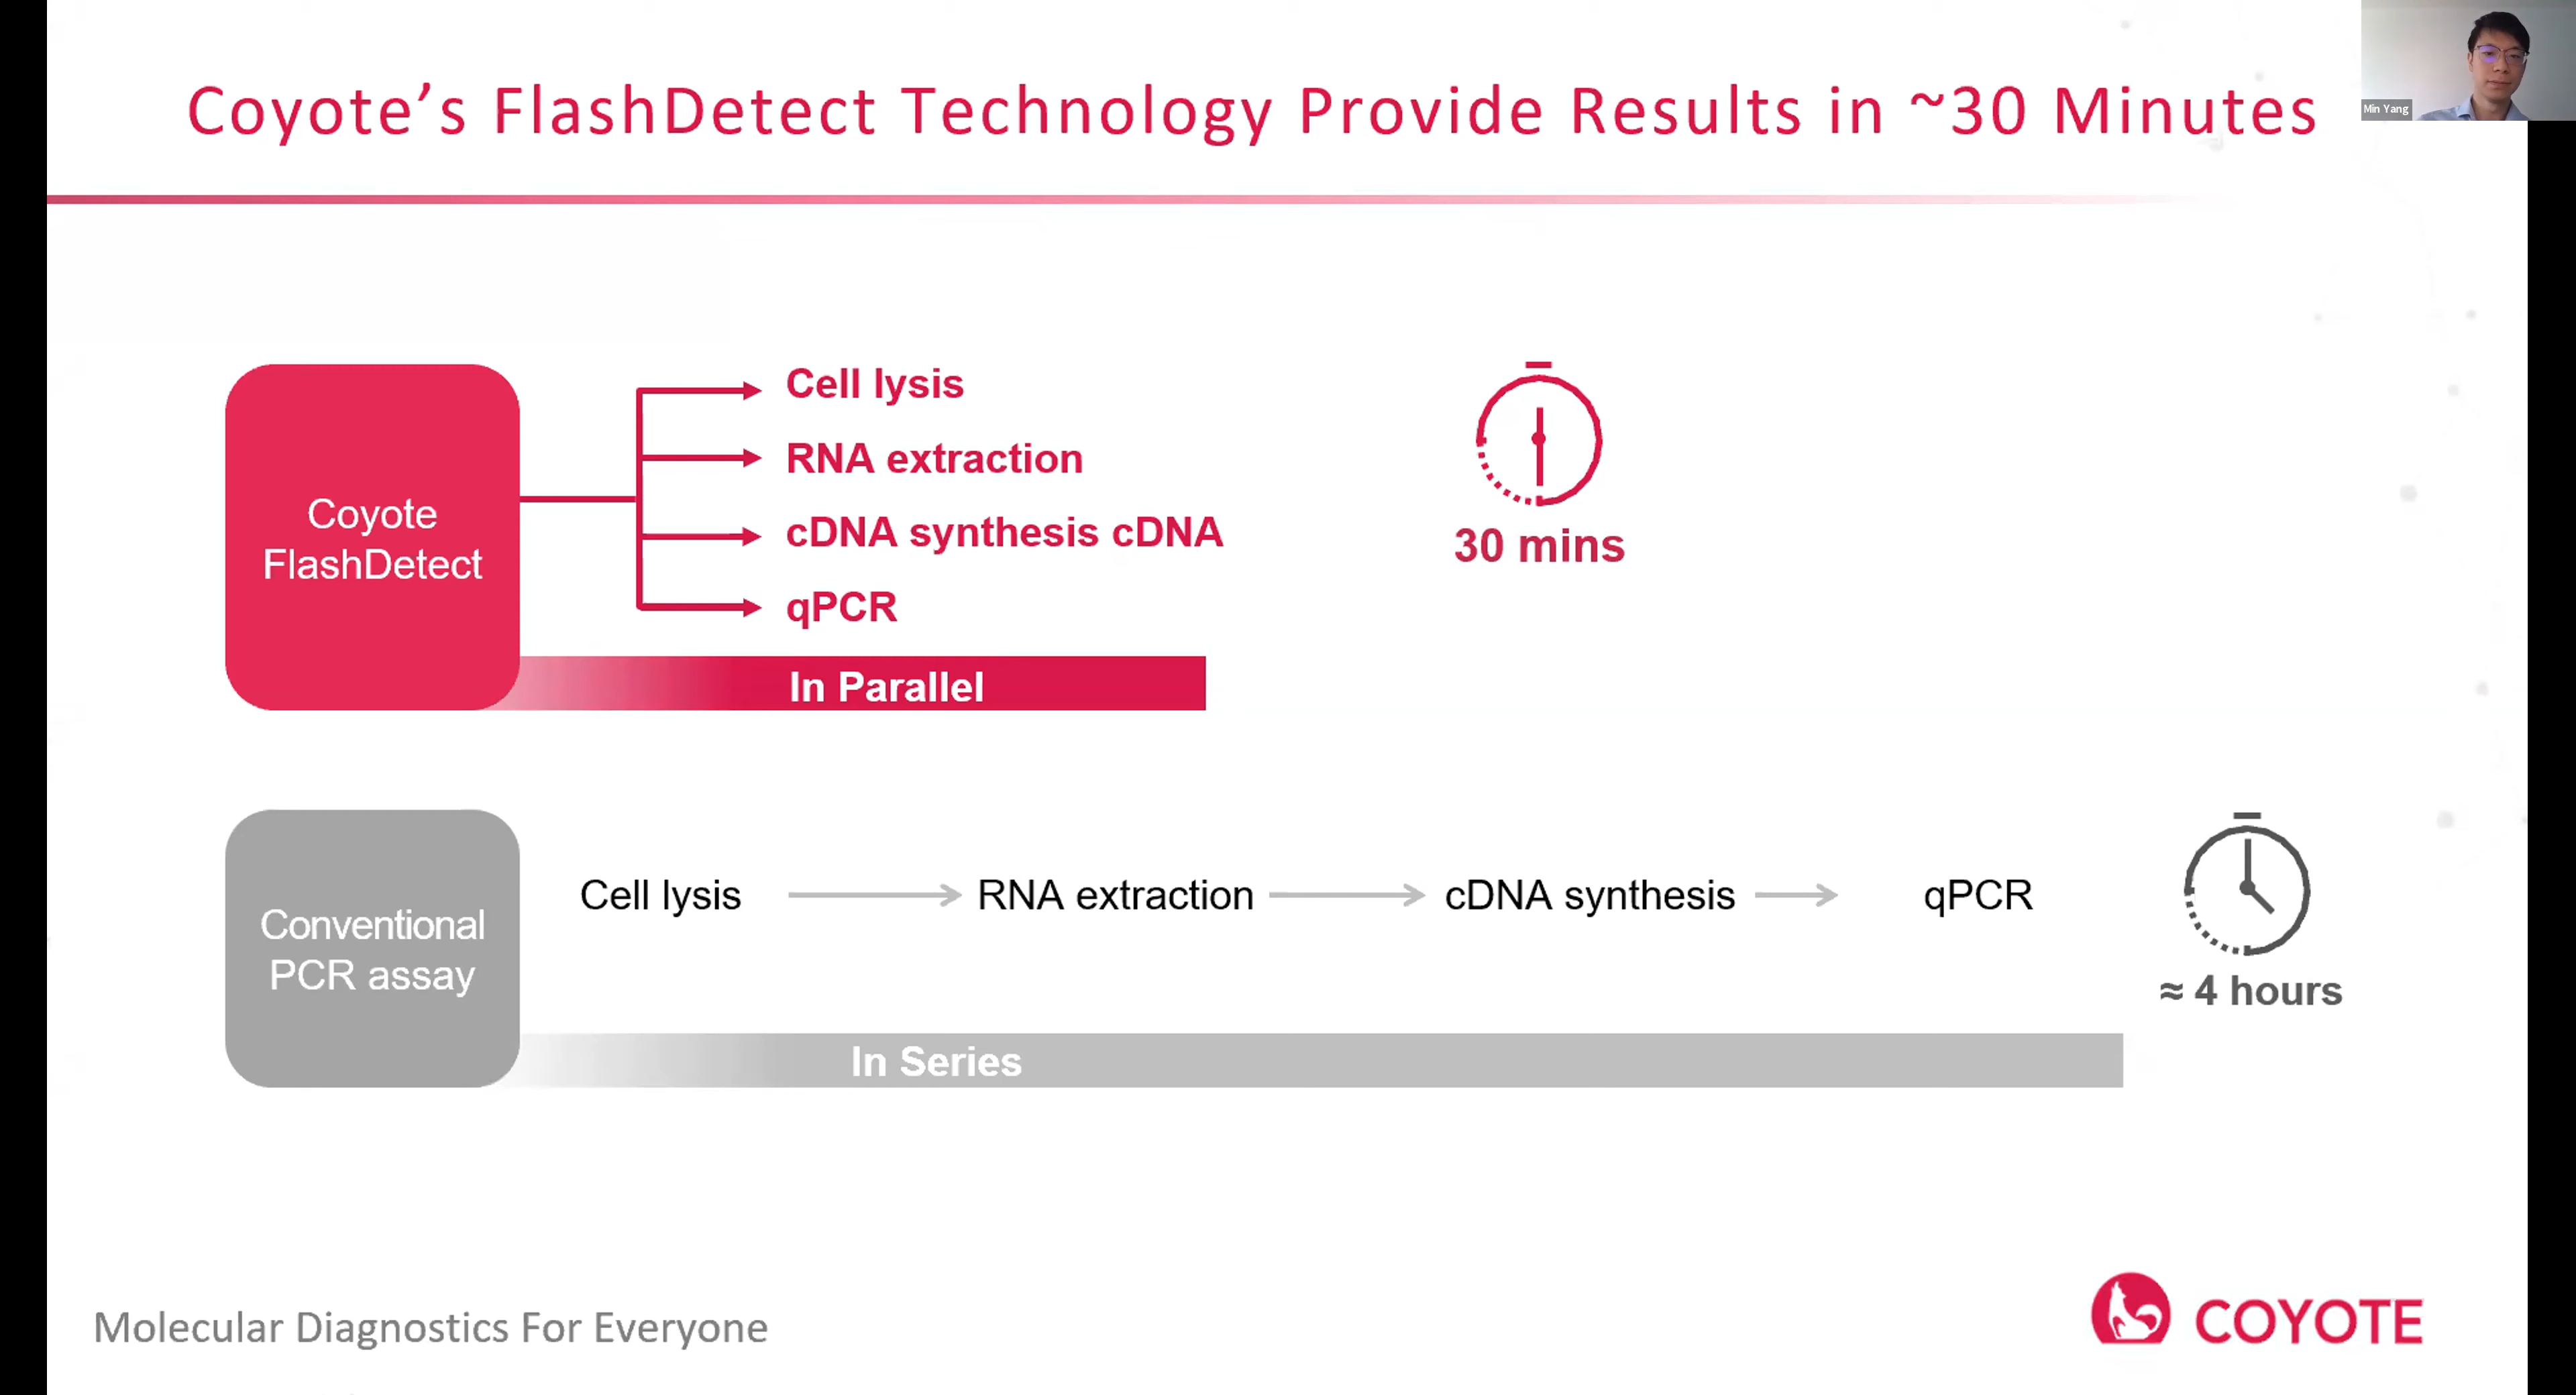 Coyote’s FlashDetect Technology Provide Results in ~30 Minutes
Min Yang
Coyote
FlashDetect
Cell lysis
RNA extraction
cDNA synthesis cDNA
qPCR
In Parallel
30 mins
Conventional
PCR assay
Cell lysis
RNA extraction
cDNA synthesis
qPCR
In Series
≈ 4 hours
Molecular Diagnostics For Everyone
COYOTE